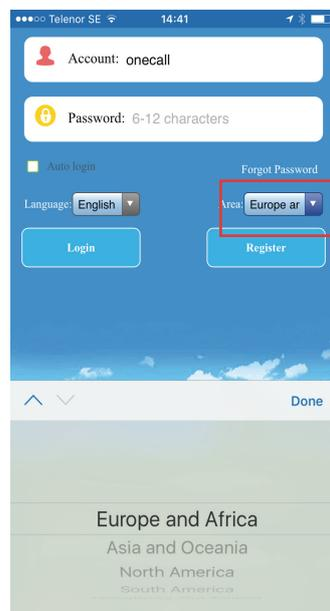 Telenor SE 14:41
Account: onecall
Password: 6-12 characters
Auto login
Forgot Password
Language: English
Area: Europe ar
Login
Register
Done
Europe and Africa
Asia and Oceania
North America
South America